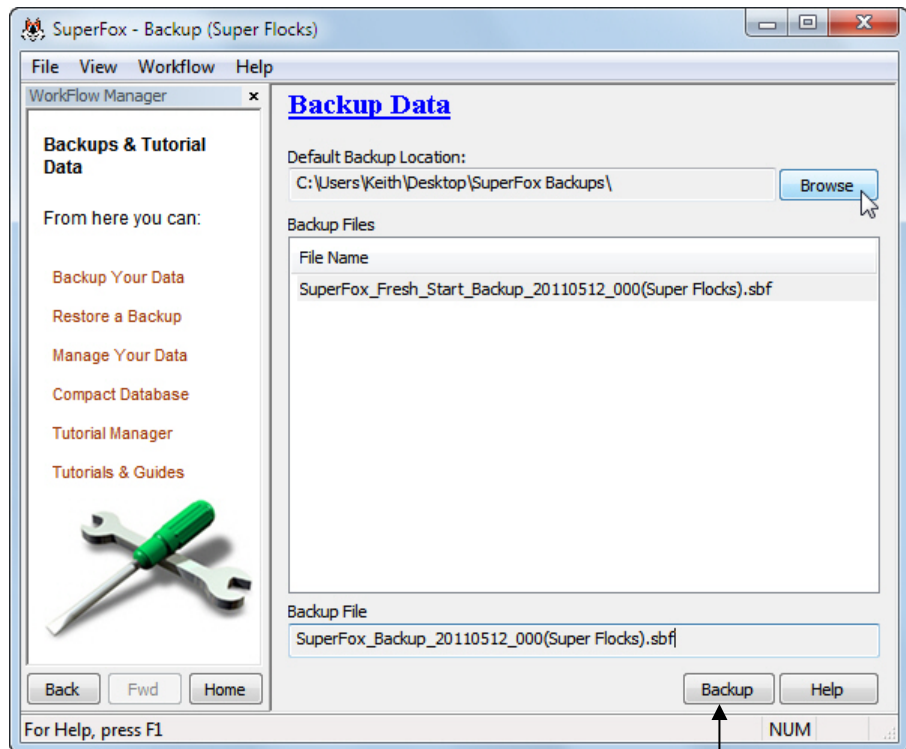 SuperFox - Backup (Super Flocks)
File View Workflow Help
WorkFlow Manager x
Backups & Tutorial
Data
From here you can:
Backup Your Data
Restore a Backup
Manage Your Data
Compact Database
Tutorial Manager
Tutorials & Guides
Back Fwd Home
Backup Data
Default Backup Location:
C:\Users\Keith\Desktop\SuperFox Backups\ Browse
Backup Files
File Name
SuperFox_Fresh_Start_Backup_20110512_000(Super Flocks).sbf
Backup File
SuperFox_Backup_20110512_000(Super Flocks).sbf
Backup Help
For Help, press F1 NUM